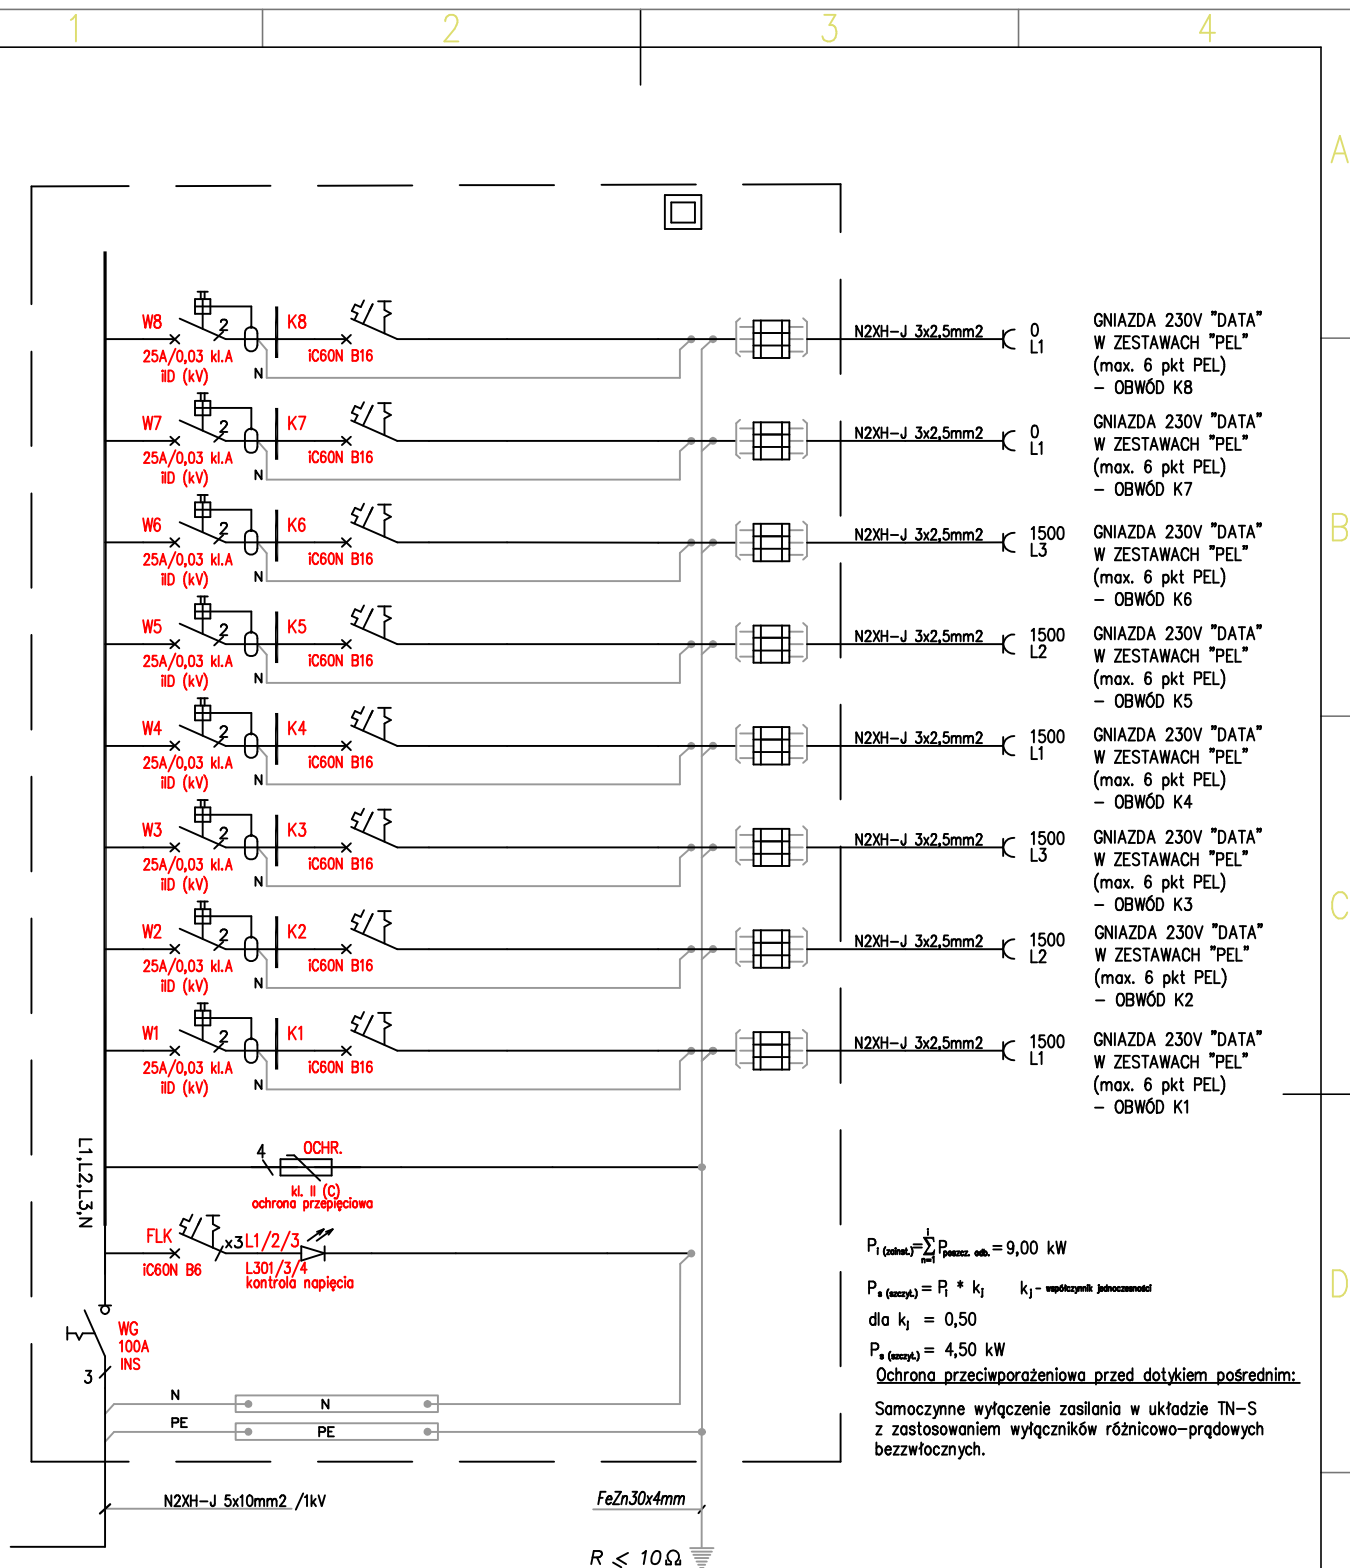 1
2
3
4
A
B
C
D
W8
2
K8
25A/0,03 kl.A
iID (kV)
N
iC60N B16
N2XH-J 3x2,5mm2
0
L1
GNIAZDA 230V "DATA"
W ZESTAWACH "PEL"
(max. 6 pkt PEL)
- OBWÓD K8
W7
2
K7
25A/0,03 kl.A
iID (kV)
N
iC60N B16
N2XH-J 3x2,5mm2
0
L1
GNIAZDA 230V "DATA"
W ZESTAWACH "PEL"
(max. 6 pkt PEL)
- OBWÓD K7
W6
2
K6
25A/0,03 kl.A
iID (kV)
N
iC60N B16
N2XH-J 3x2,5mm2
1500
L3
GNIAZDA 230V "DATA"
W ZESTAWACH "PEL"
(max. 6 pkt PEL)
- OBWÓD K6
W5
2
K5
25A/0,03 kl.A
iID (kV)
N
iC60N B16
N2XH-J 3x2,5mm2
1500
L2
GNIAZDA 230V "DATA"
W ZESTAWACH "PEL"
(max. 6 pkt PEL)
- OBWÓD K5
W4
2
K4
25A/0,03 kl.A
iID (kV)
N
iC60N B16
N2XH-J 3x2,5mm2
1500
L1
GNIAZDA 230V "DATA"
W ZESTAWACH "PEL"
(max. 6 pkt PEL)
- OBWÓD K4
W3
2
K3
25A/0,03 kl.A
iID (kV)
N
iC60N B16
N2XH-J 3x2,5mm2
1500
L3
GNIAZDA 230V "DATA"
W ZESTAWACH "PEL"
(max. 6 pkt PEL)
- OBWÓD K3
W2
2
K2
25A/0,03 kl.A
iID (kV)
N
iC60N B16
N2XH-J 3x2,5mm2
1500
L2
GNIAZDA 230V "DATA"
W ZESTAWACH "PEL"
(max. 6 pkt PEL)
- OBWÓD K2
W1
2
K1
25A/0,03 kl.A
iID (kV)
N
iC60N B16
N2XH-J 3x2,5mm2
1500
L1
GNIAZDA 230V "DATA"
W ZESTAWACH "PEL"
(max. 6 pkt PEL)
- OBWÓD K1
L1,L2,L3,N
4
OCHR.
kl. II (C)
ochrona przepięciowa
FLK
iC60N B6
x3
L1/2/3
L301/3/4
kontrola napięcia
WG
100A
INS
3
N
N
PE
PE
N2XH-J 5x10mm2 /1kV
FeZn30x4mm
R ⩽ 10Ω
Pi (zainst.)=∑ i n=1 Pposzcz. odb. = 9,00 kW
Ps (szczyt.) = Pi * kj kj - współczynnik jednoczesności
dla kj = 0,50
Ps (szczyt.) = 4,50 kW
Ochrona przeciwporażeniowa przed dotykiem pośrednim:
Samoczynne wyłączenie zasilania w układzie TN-S
z zastosowaniem wyłączników różnicowo-prądowych
bezzwłocznych.